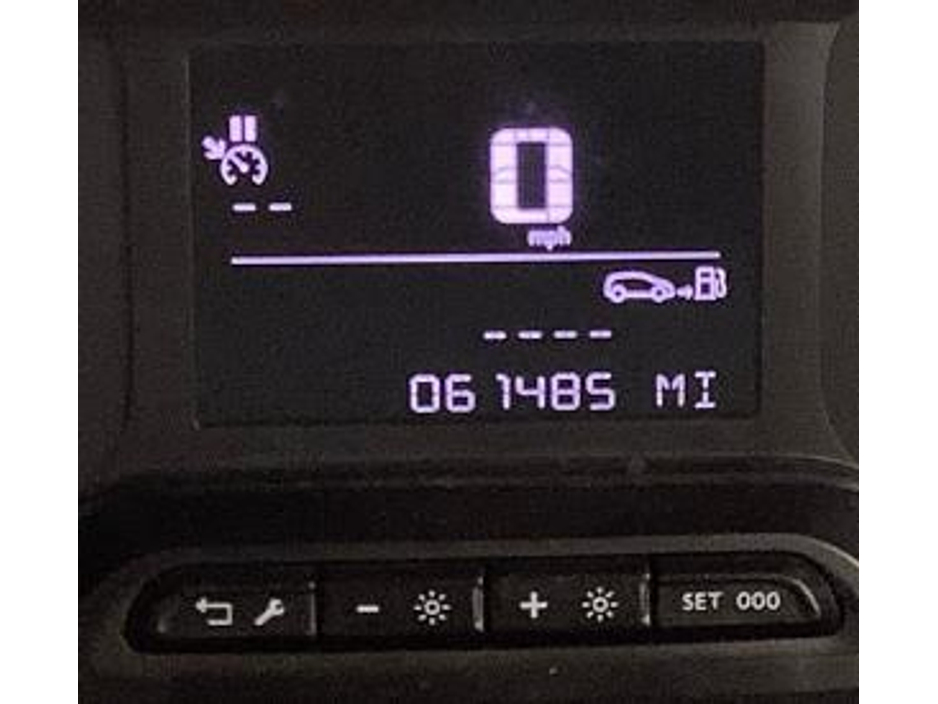 -- 0
mph
----
061485 MI
- + SET 000